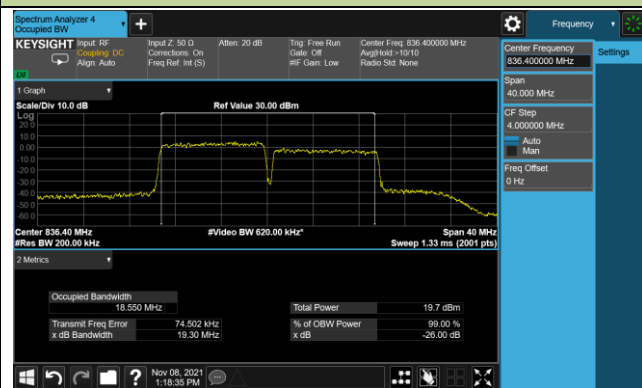 Spectrum Analyzer 4
Occupied BW
Frequency
KEYSIGHT
Input: RF
Coupling: DC
Align: Auto
Input Z: 50 Ω
Corrections: On
Freq Ref: Int (S)
Atten: 20 dB
Trig: Free Run
Gate: Off
#IF Gain: Low
Center Freq: 836.400000 MHz
Avg|Hold:>10/10
Radio Std: None
Center Frequency
836.400000 MHz
Settings
Span
40.000 MHz
CF Step
4.000000 MHz
Auto
Man
Freq Offset
0 Hz
1 Graph
Scale/Div 10.0 dB
Ref Value 30.00 dBm
Log
20.0
10.0
0.00
-10.0
-20.0
-30.0
-40.0
-50.0
-60.0
Center 836.40 MHz
#Video BW 620.00 kHz*
Span 40 MHz
#Res BW 200.00 kHz
Sweep 1.33 ms (2001 pts)
2 Metrics
Occupied Bandwidth
18.550 MHz
Total Power
19.7 dBm
Transmit Freq Error
74.502 kHz
% of OBW Power
99.00 %
x dB Bandwidth
19.30 MHz
x dB
-26.00 dB
Nov 08, 2021
1:18:35 PM